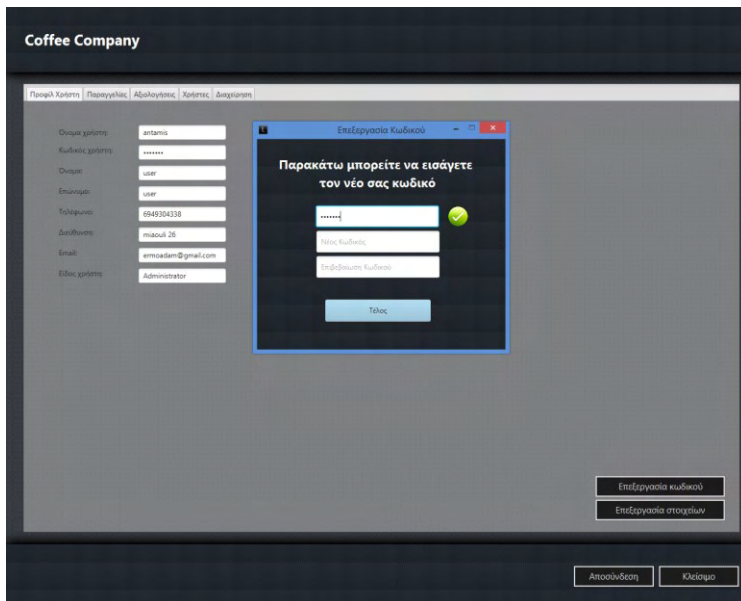 Coffee Company
Προφίλ Χρήστη Παραγγελίες Αξιολογήσεις Χρήστες Διαχείρηση
Όνομα χρήστη: antamis
Κωδικός χρήστη: •••••••
Όνομα: user
Επώνυμο: user
Τηλέφωνο: 6949304338
Διεύθυνση: miaouli 26
Email: ermoadam@gmail.com
Είδος χρήστη: Administrator
Επεξεργασία Κωδικού
Παρακάτω μπορείτε να εισάγετε
τον νέο σας κωδικό
•••••••
Νέος Κωδικός
Επιβεβαίωση Κωδικού
Τέλος
Επεξεργασία κωδικού
Επεξεργασία στοιχείων
Αποσύνδεση Κλείσιμο